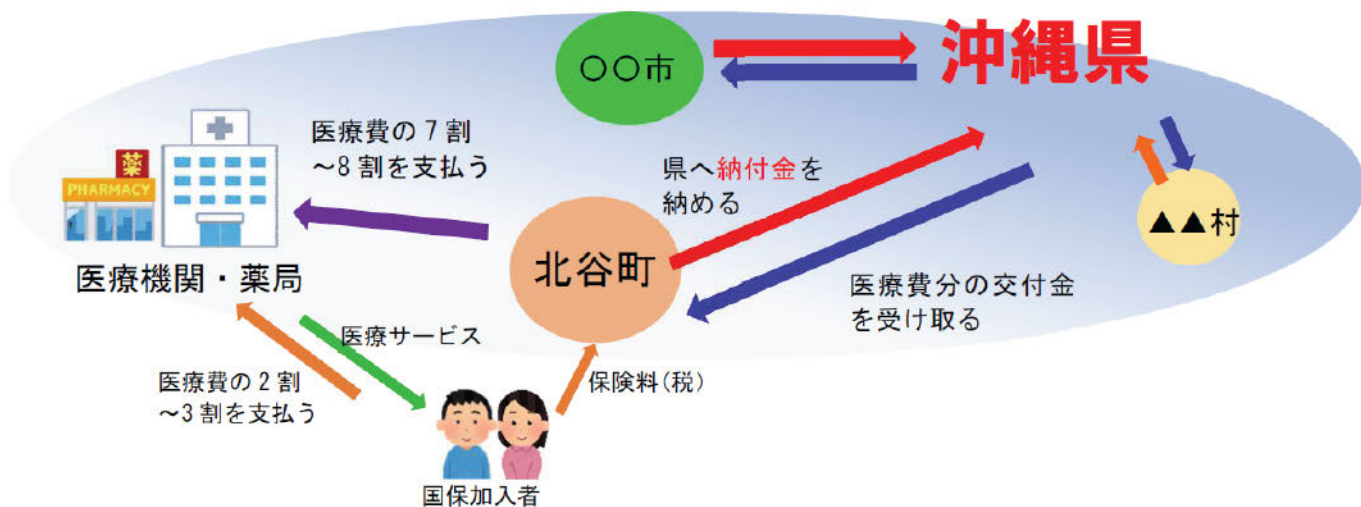 〇〇市
沖縄県
医療費の7割
～8割を支払う
薬
PHARMACY
県へ納付金を
納める
▲▲村
北谷町
医療機関・薬局
医療費分の交付金
を受け取る
医療サービス
医療費の2割
～3割を支払う
保険料(税)
国保加入者